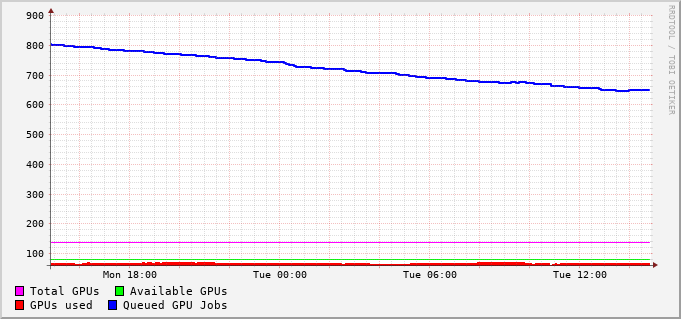 900
800
700
600
500
400
300
200
100
Mon 18:00 Tue 00:00 Tue 06:00 Tue 12:00
Total GPUs Available GPUs
GPUs used Queued GPU Jobs
RRDTOOL / TOBI OETIKER